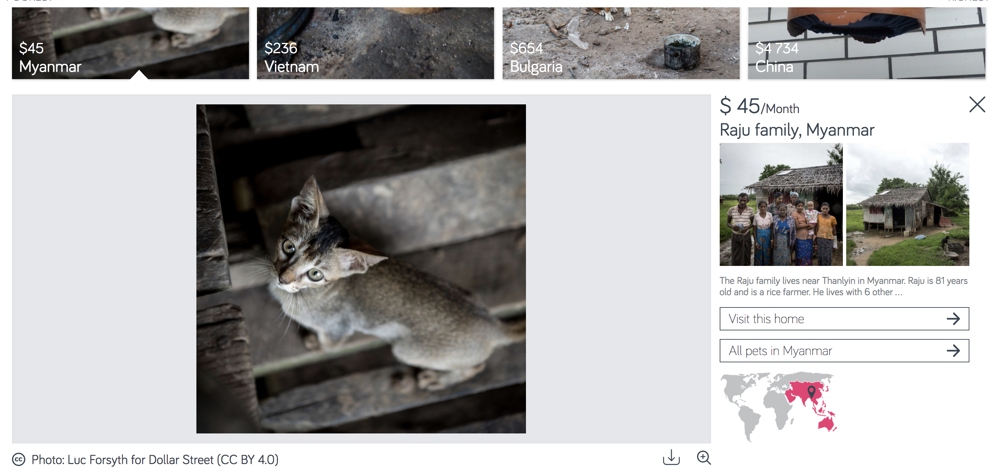 $45
Myanmar
$236
Vietnam
$654
Bulgaria
$4 734
China
$ 45/Month
Raju family, Myanmar
The Raju family lives near Thanlyin in Myanmar. Raju is 81 years
old and is a rice farmer. He lives with 6 other ...
Visit this home
All pets in Myanmar
cc Photo: Luc Forsyth for Dollar Street (CC BY 4.0)